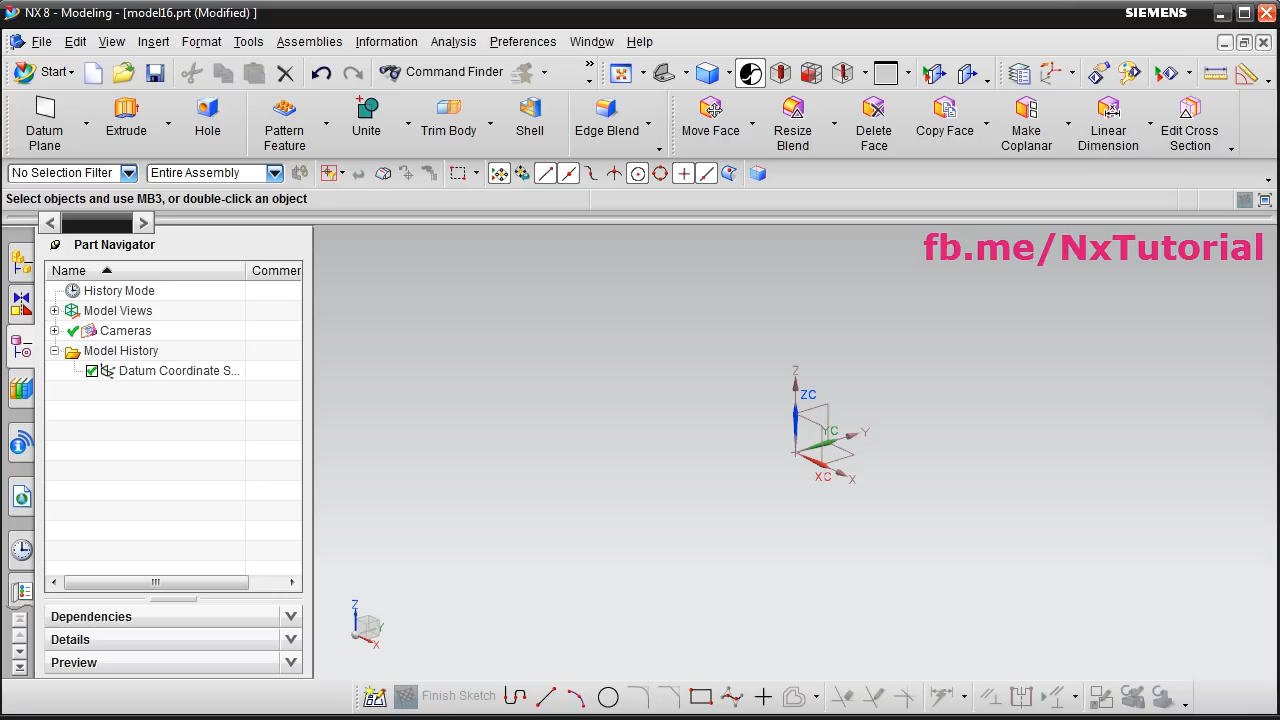 NX 8 - Modeling - [model16.prt (Modified) ]
SIEMENS
File Edit View Insert Format Tools Assemblies Information Analysis Preferences Window Help
Start Command Finder
Datum Plane
Extrude
Hole
Pattern Feature
Unite
Trim Body
Shell
Edge Blend
Move Face
Resize Blend
Delete Face
Copy Face
Make Coplanar
Linear Dimension
Edit Cross Section
No Selection Filter Entire Assembly
Select objects and use MB3, or double-click an object
Part Navigator
fb.me/NxTutorial
Name Commer
History Mode
Model Views
Cameras
Model History
Datum Coordinate S...
Z
ZC
YC Y
XC X
Z
Y
X
Dependencies
Details
Preview
Finish Sketch